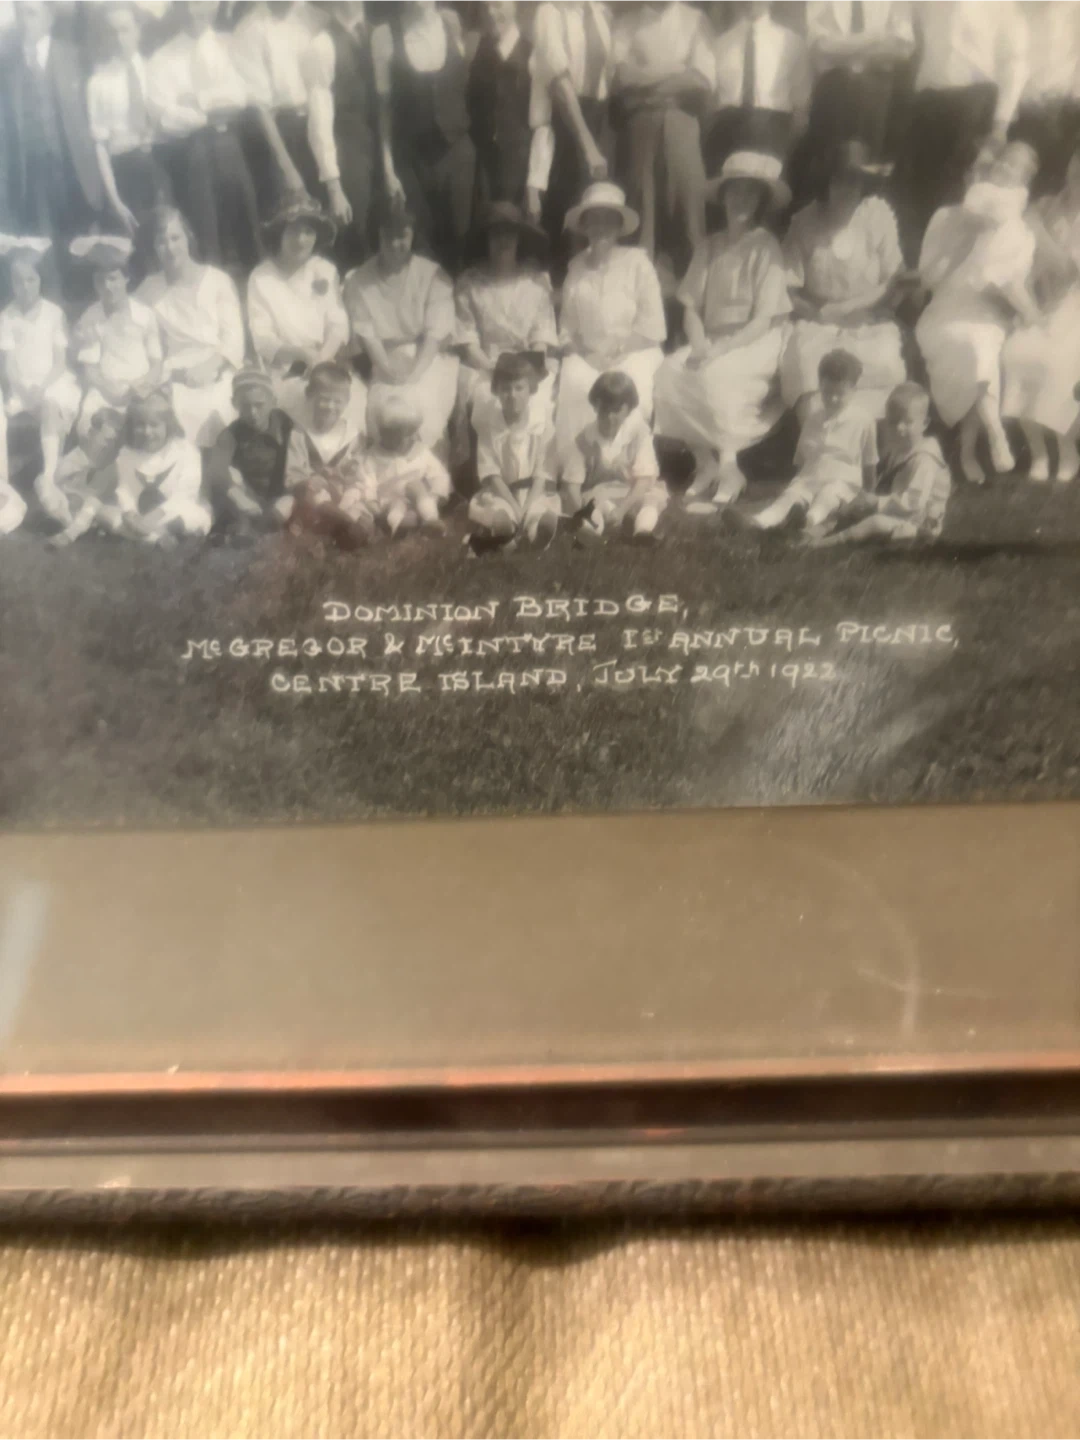 DOMINION BRIDGE,
McGREGOR & McINTYRE 1st ANNUAL PICNIC,
CENTRE ISLAND, JULY 29th 1922